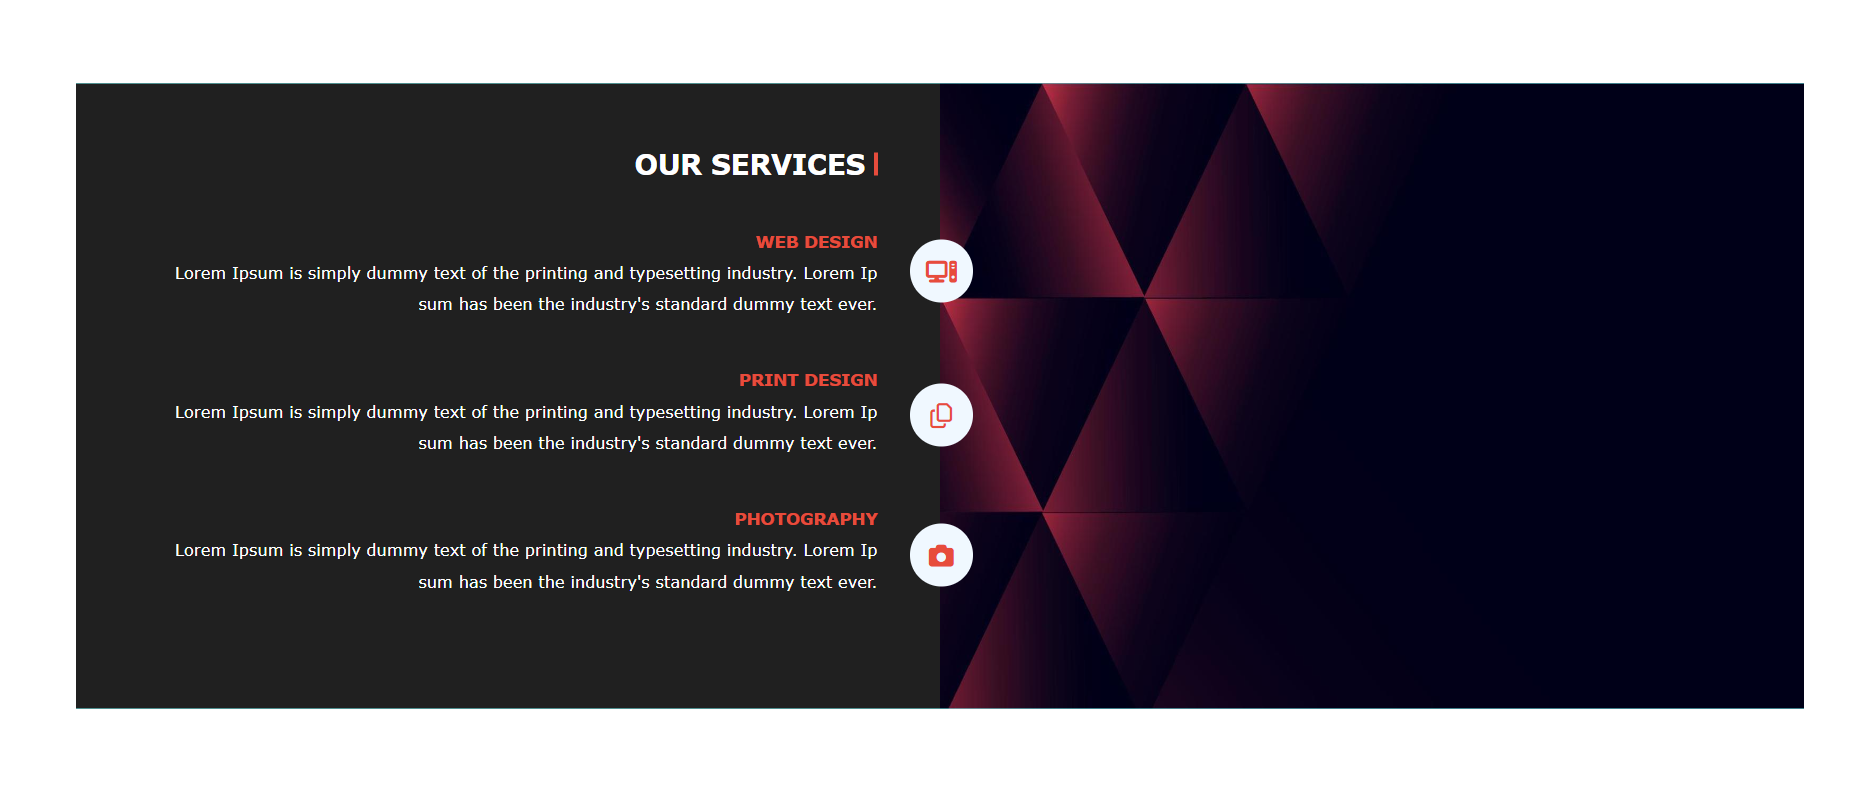 OUR SERVICES
WEB DESIGN
Lorem Ipsum is simply dummy text of the printing and typesetting industry. Lorem Ip
sum has been the industry's standard dummy text ever.
PRINT DESIGN
Lorem Ipsum is simply dummy text of the printing and typesetting industry. Lorem Ip
sum has been the industry's standard dummy text ever.
PHOTOGRAPHY
Lorem Ipsum is simply dummy text of the printing and typesetting industry. Lorem Ip
sum has been the industry's standard dummy text ever.